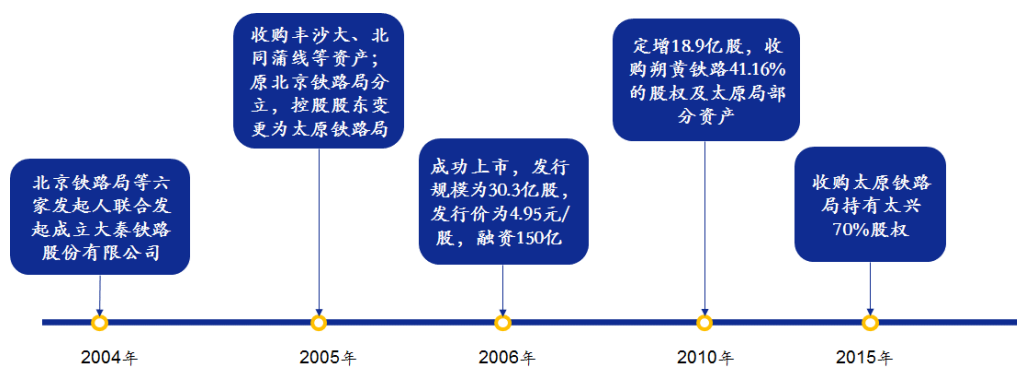 北京铁路局等六
家发起人联合发
起成立大秦铁路
股份有限公司
收购丰沙大、北
同蒲线等资产；
原北京铁路局分
立，控股股东变
更为太原铁路局
成功上市，发行
规模为30.3亿股，
发行价为4.95元/
股，融资150亿
定增18.9亿股，收
购朔黄铁路41.16%
的股权及太原局部
分资产
收购太原铁路
局持有太兴
70%股权
2004年
2005年
2006年
2010年
2015年